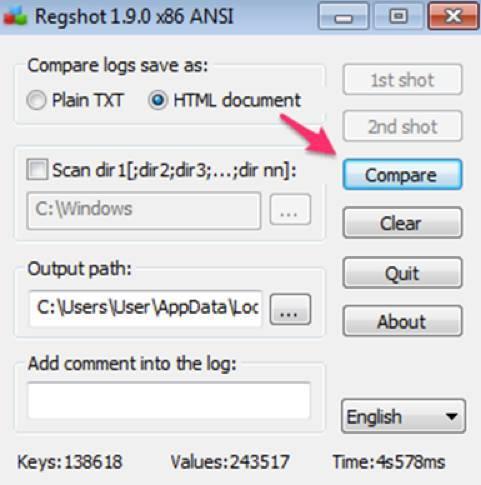 Regshot 1.9.0 x86 ANSI
Compare logs save as:
Plain TXT
HTML document
1st shot
2nd shot
Scan dir1[;dir2;dir3;...;dir nn]:
C:\Windows
...
Compare
Clear
Output path:
C:\Users\User\AppData\Loc
...
Quit
About
Add comment into the log:
English
Keys:138618 Values:243517 Time:4s578ms